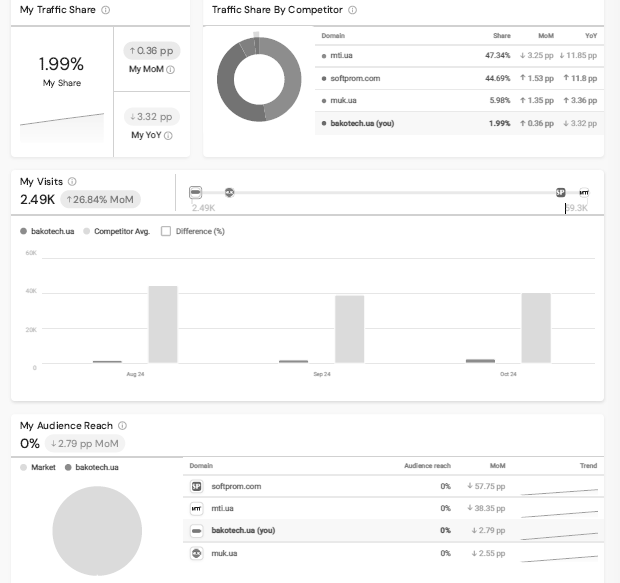 My Traffic Share
1.99%
My Share
↑ 0.36 pp
My MoM
↓ 3.32 pp
My YoY
Traffic Share By Competitor
Domain Share MoM YoY
mti.ua 47.34% ↓ 3.25 pp ↓ 11.85 pp
softprom.com 44.69% ↑ 1.53 pp ↑ 11.8 pp
muk.ua 5.98% ↑ 1.35 pp ↑ 3.36 pp
bakotech.ua (you) 1.99% ↑ 0.36 pp ↓ 3.32 pp
My Visits
2.49K ↑ 26.84% MoM
2.49K 59.3K
bakotech.ua Competitor Avg. Difference (%)
60K
40K
20K
0
Aug 24 Sep 24 Oct 24
My Audience Reach
0% ↓ 2.79 pp MoM
Market bakotech.ua
Domain Audience reach MoM Trend
softprom.com 0% ↓ 57.75 pp
mti.ua 0% ↓ 38.35 pp
bakotech.ua (you) 0% ↓ 2.79 pp
muk.ua 0% ↓ 2.55 pp